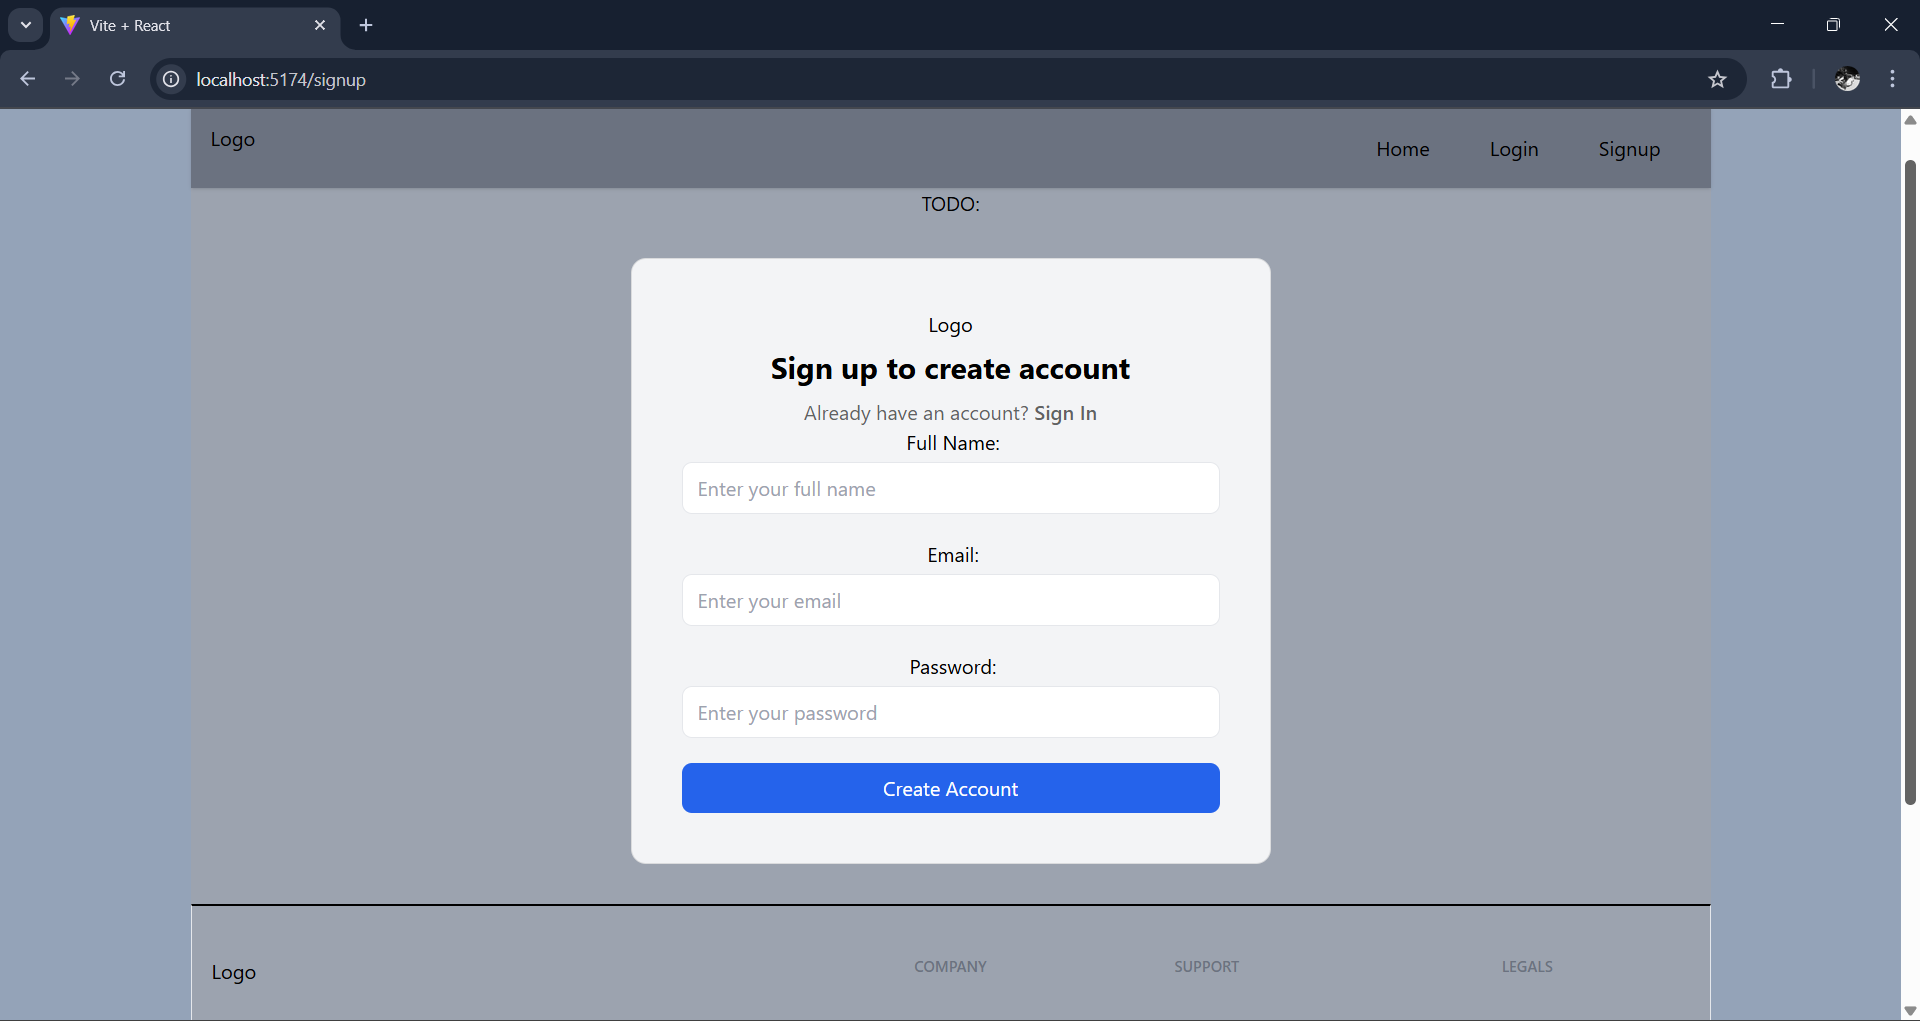 Vite + React
localhost:5174/signup
Logo
Home Login Signup
TODO:
Logo
Sign up to create account
Already have an account? Sign In
Full Name:
Enter your full name
Email:
Enter your email
Password:
Enter your password
Create Account
Logo
COMPANY SUPPORT LEGALS